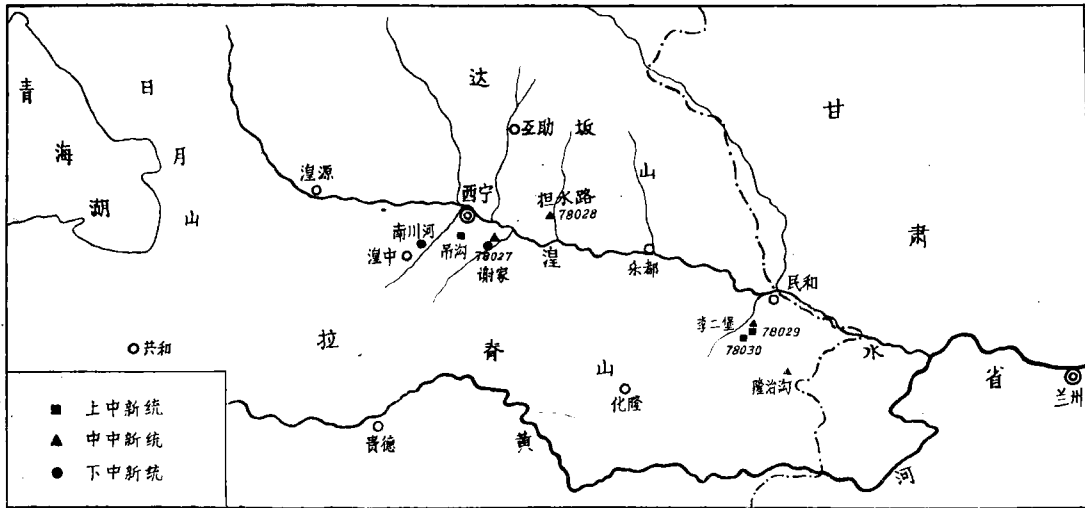 青海湖
日月山
达坂山
甘肃省
湟源
西宁
互助
担水路
78028
南川河
湟中
吊沟
78027
谢家
湟水
乐都
民和
李二堡
78029
78030
隆治沟
共和
拉脊山
化隆
贵德
黄河
兰州
上中新统
中中新统
下中新统